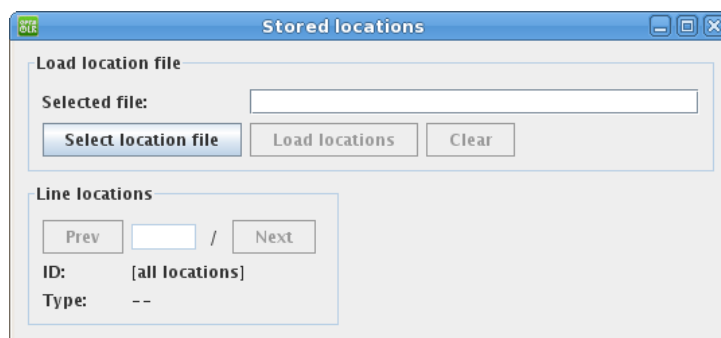 Stored locations
Load location file
Selected file:
Select location file Load locations Clear
Line locations
Prev / Next
ID: [all locations]
Type: --